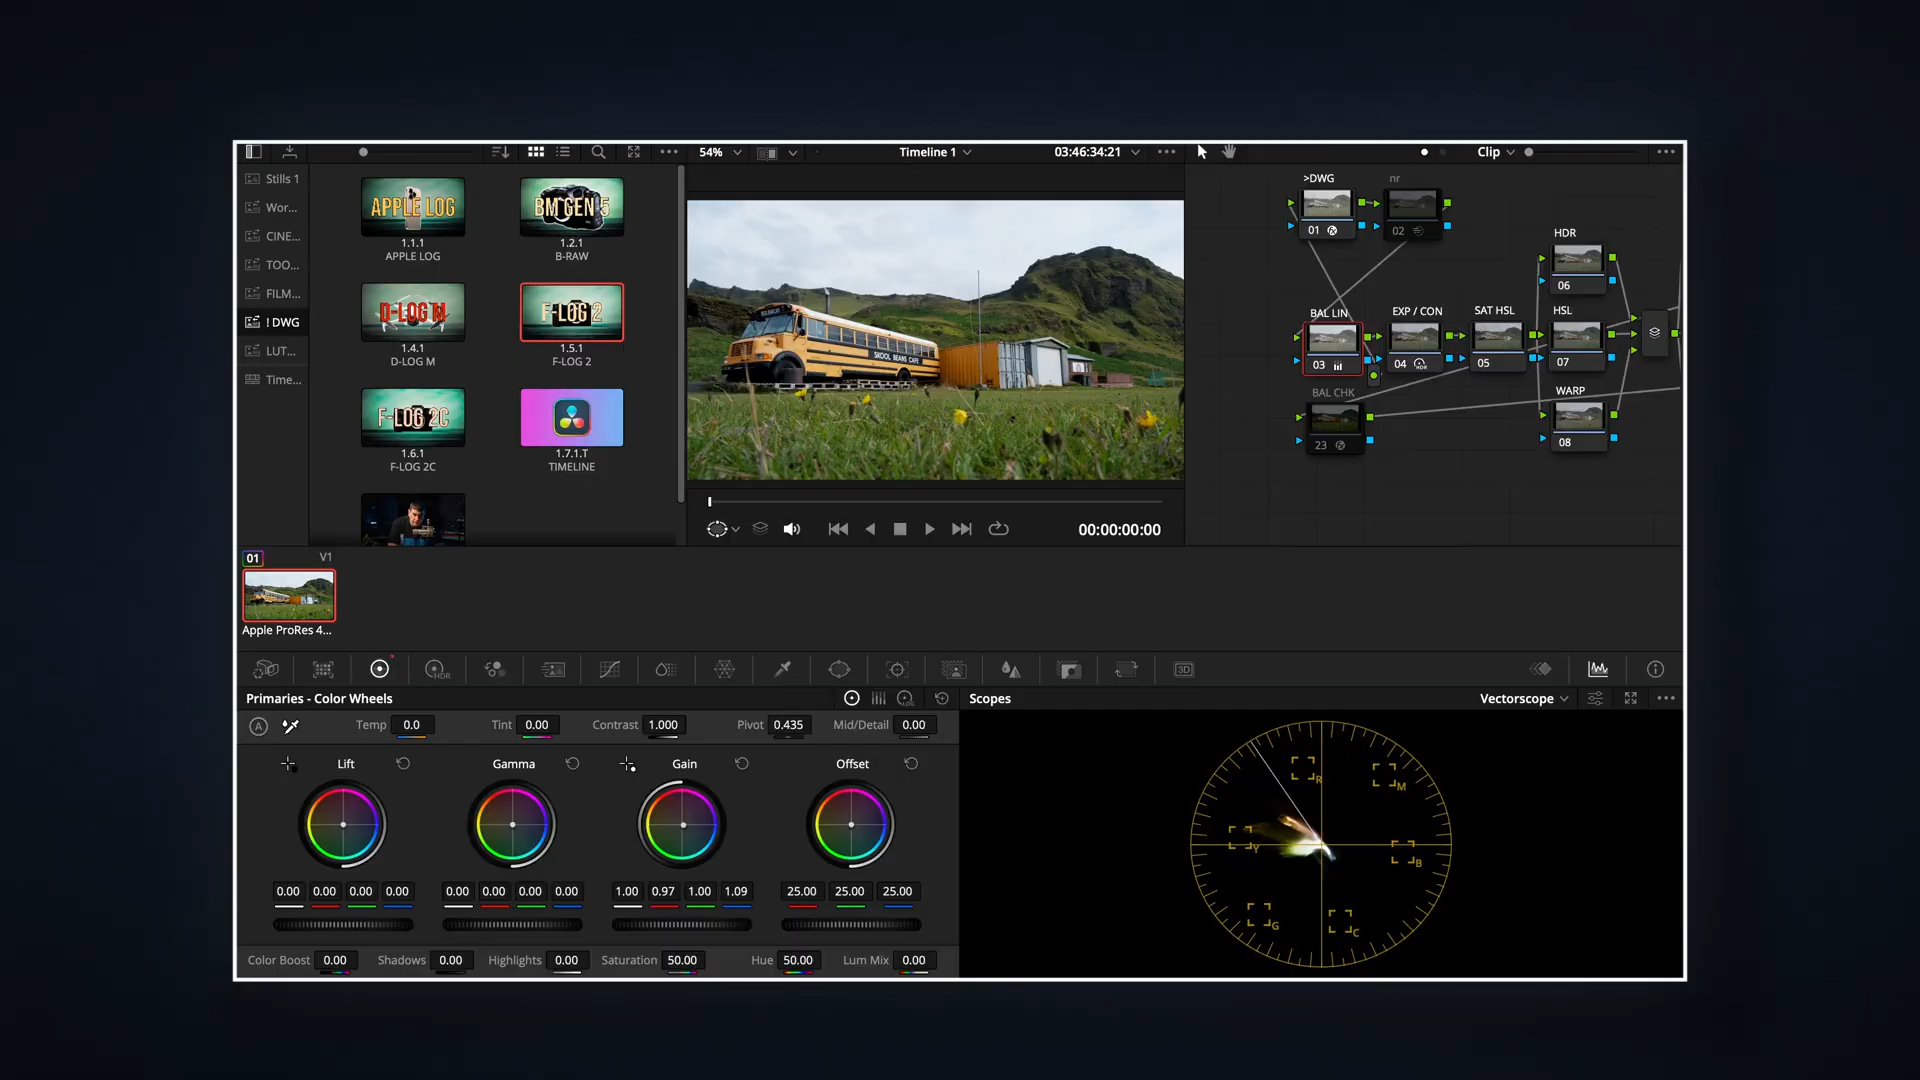 54%
Timeline 1
03:46:34:21
Clip
Stills 1
Wor...
CINE...
TOO...
FILM...
! DWG
LUT...
Time...
APPLE LOG
1.1.1
APPLE LOG
BM GEN 5
1.2.1
B-RAW
D-LOG M
1.4.1
D-LOG M
F-LOG 2
1.5.1
F-LOG 2
F-LOG 2C
1.6.1
F-LOG 2C
1.7.1.T
TIMELINE
SKOOL BEANS CAFE
00:00:00:00
>DWG
01
nr
02
BAL LIN
03
EXP / CON
04
HDR
SAT HSL
05
HDR
06
HSL
07
WARP
08
BAL CHK
23
01
V1
Apple ProRes 4...
HDR
3D
Primaries - Color Wheels
LOG
Scopes
Vectorscope
A
Temp 0.0
Tint 0.00
Contrast 1.000
Pivot 0.435
Mid/Detail 0.00
Lift
Gamma
Gain
Offset
0.00 0.00 0.00 0.00
0.00 0.00 0.00 0.00
1.00 0.97 1.00 1.09
25.00 25.00 25.00
Color Boost 0.00
Shadows 0.00
Highlights 0.00
Saturation 50.00
Hue 50.00
Lum Mix 0.00
R
M
Y
B
G
C